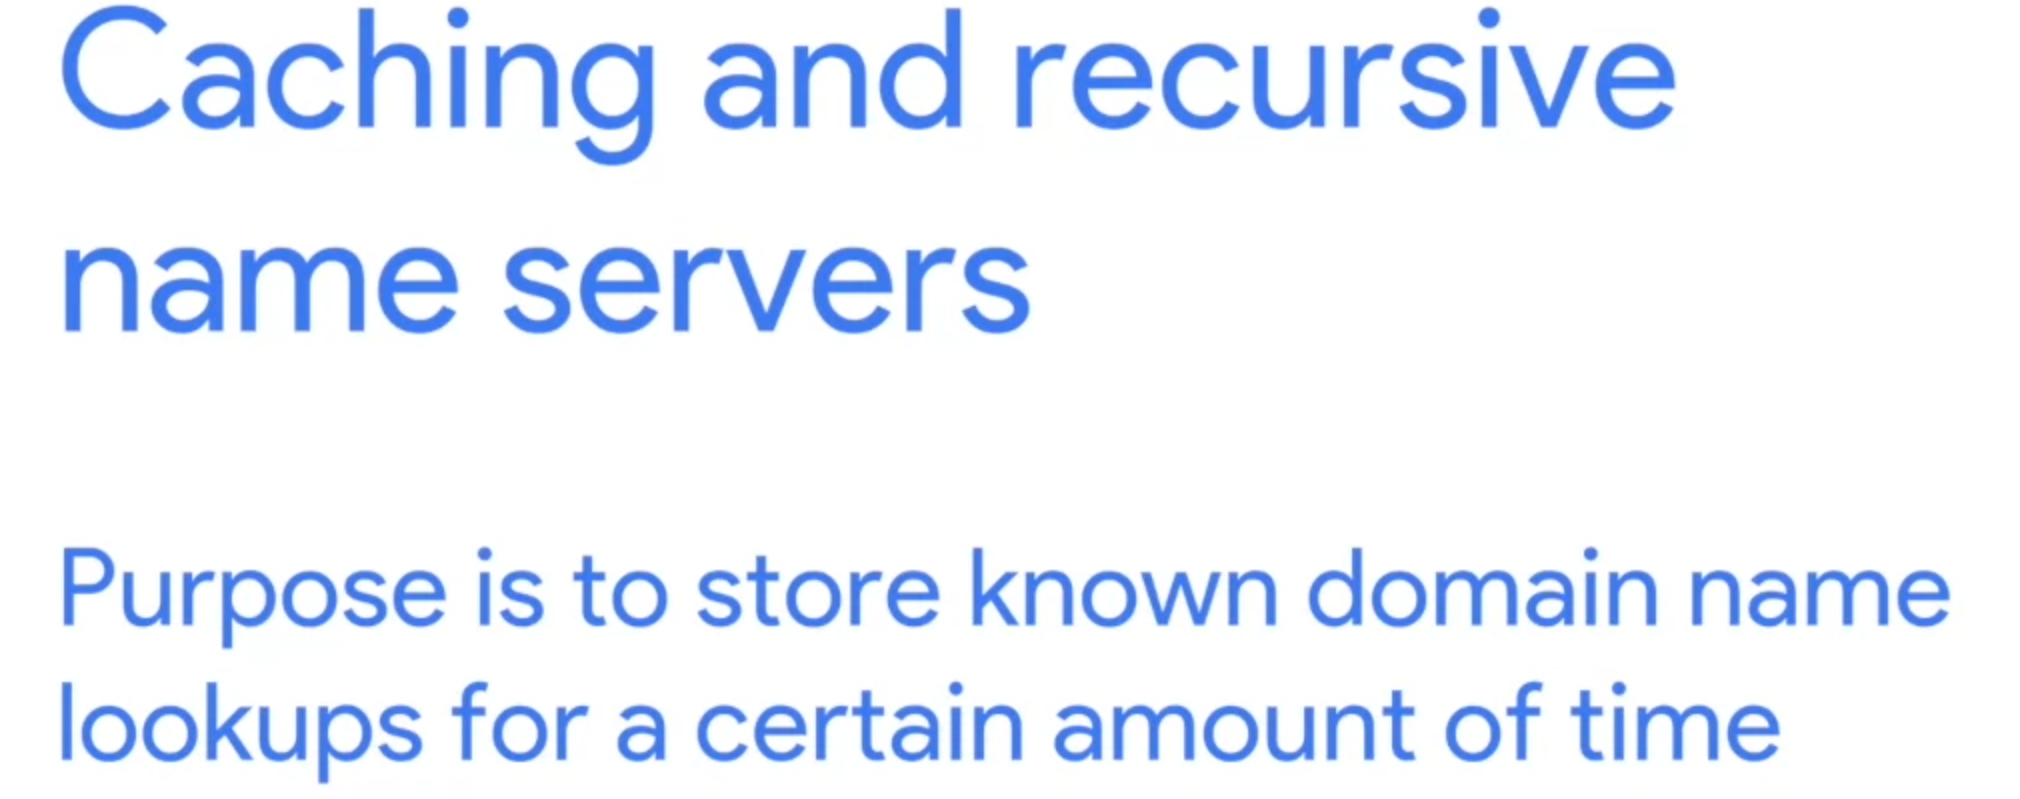 Caching and recursive
name servers
Purpose is to store known domain name
lookups for a certain amount of time